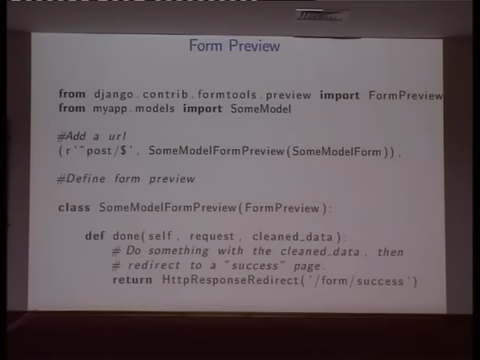 Form Preview
from django.contrib.formtools.preview import FormPreview
from myapp.models import SomeModel
#Add a url
(r'^post/$', SomeModelFormPreview(SomeModelForm)),
#Define form preview
class SomeModelFormPreview(FormPreview):
def done(self, request, cleaned_data):
# Do something with the cleaned_data, then
# redirect to a "success" page.
return HttpResponseRedirect('/form/success')